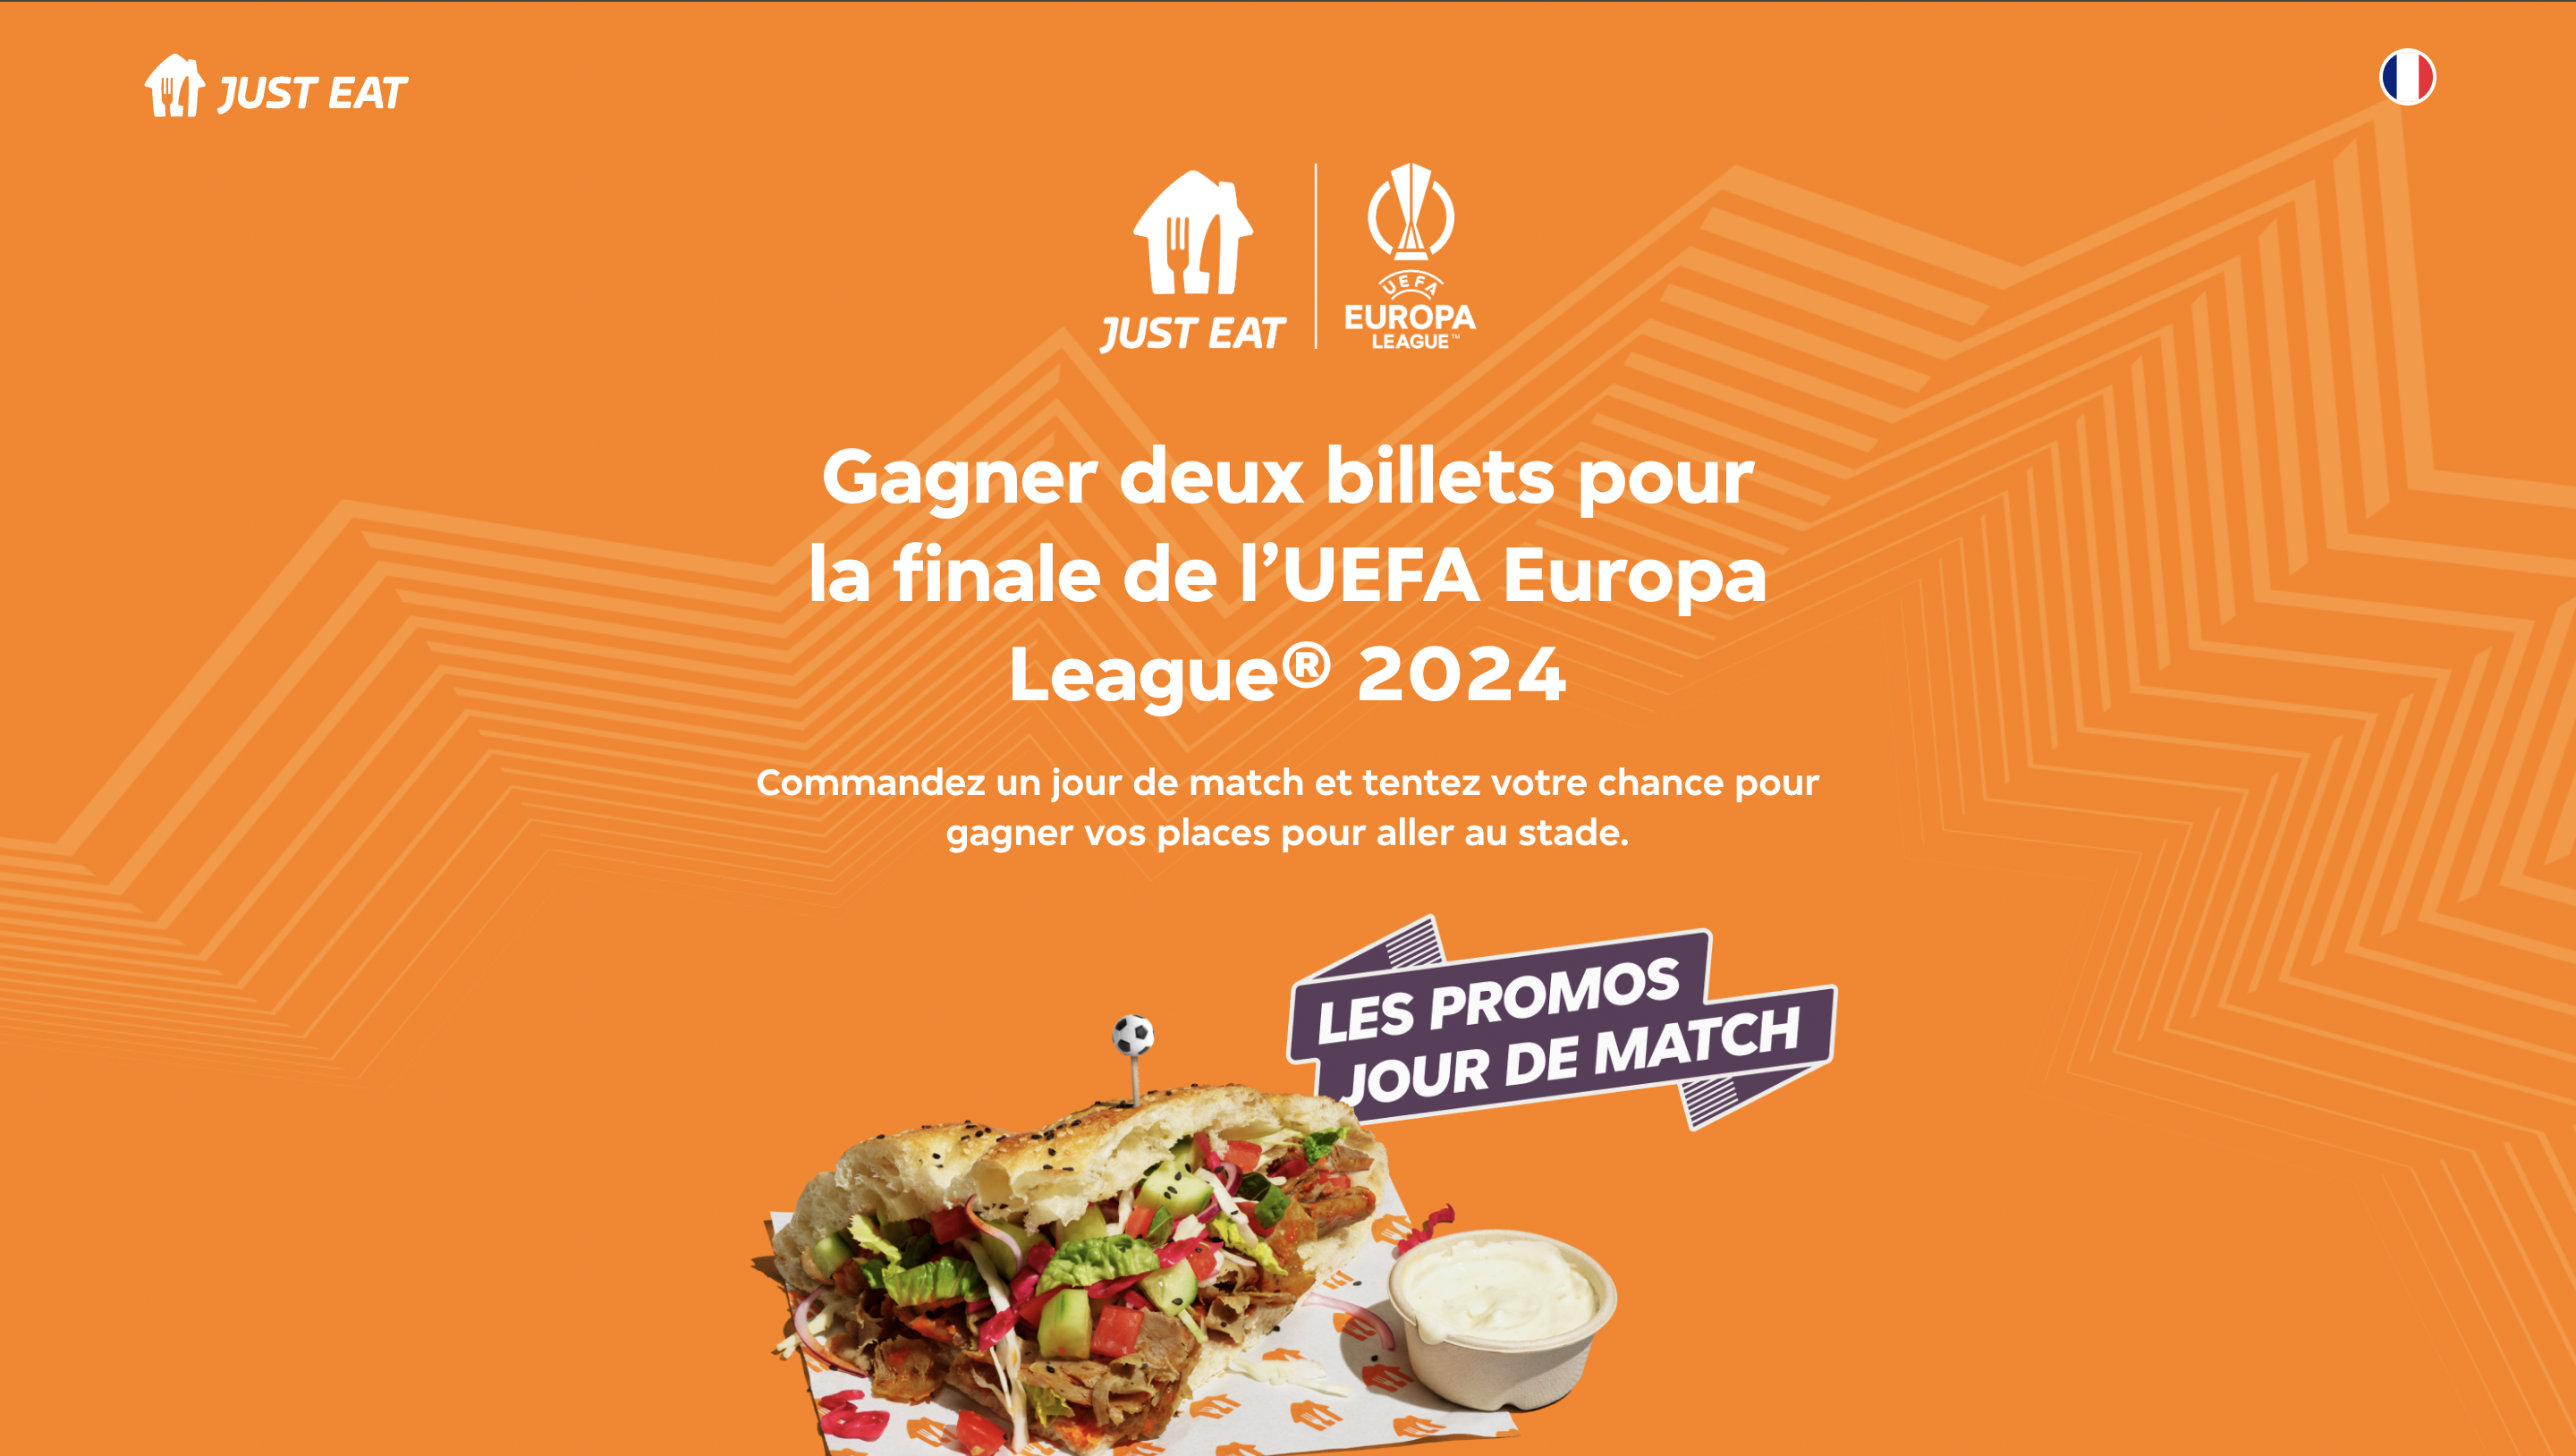 JUST EAT
JUST EAT
UEFA
EUROPA
LEAGUE™
Gagner deux billets pour
la finale de l’UEFA Europa
League® 2024
Commandez un jour de match et tentez votre chance pour
gagner vos places pour aller au stade.
LES PROMOS
JOUR DE MATCH